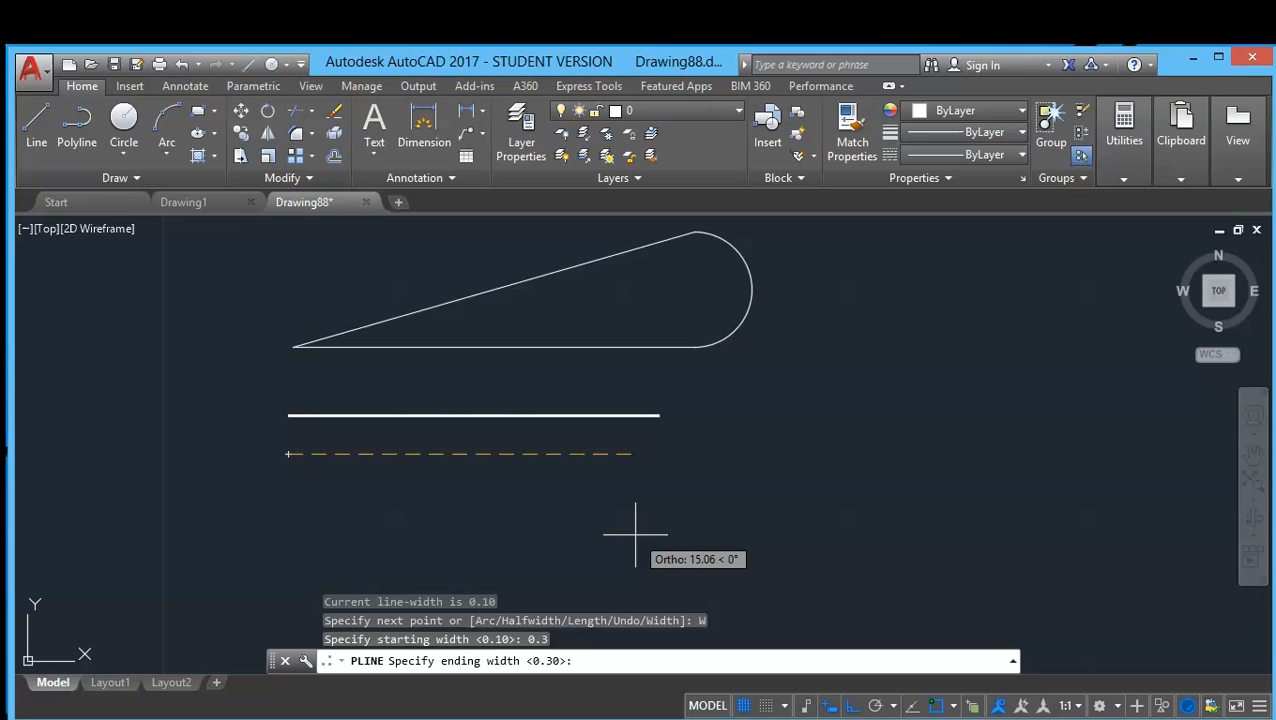 Autodesk AutoCAD 2017 - STUDENT VERSION Drawing88.d... Type a keyword or phrase Sign In
Home Insert Annotate Parametric View Manage Output Add-ins A360 Express Tools Featured Apps BIM 360 Performance
0 ByLayer
Line Polyline Circle Arc Text Dimension Layer Properties Insert Match Properties ByLayer Group Utilities Clipboard View
ByLayer
Draw Modify Annotation Layers Block Properties Groups
Start Drawing1 Drawing88*
[−][Top][2D Wireframe]
N
W TOP E
S
WCS
Ortho: 15.06 < 0°
Y
X
Current line-width is 0.10
Specify next point or [Arc/Halfwidth/Length/Undo/Width]: W
Specify starting width <0.10>: 0.3
PLINE Specify ending width <0.30>:
Model Layout1 Layout2
MODEL 1:1